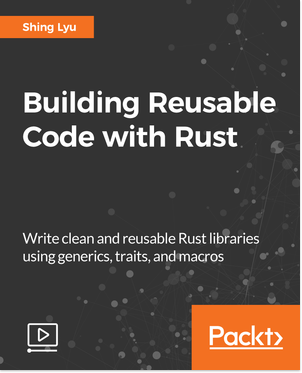 Shing Lyu
Building Reusable
Code with Rust
Write clean and reusable Rust libraries
using generics, traits, and macros
Packt>